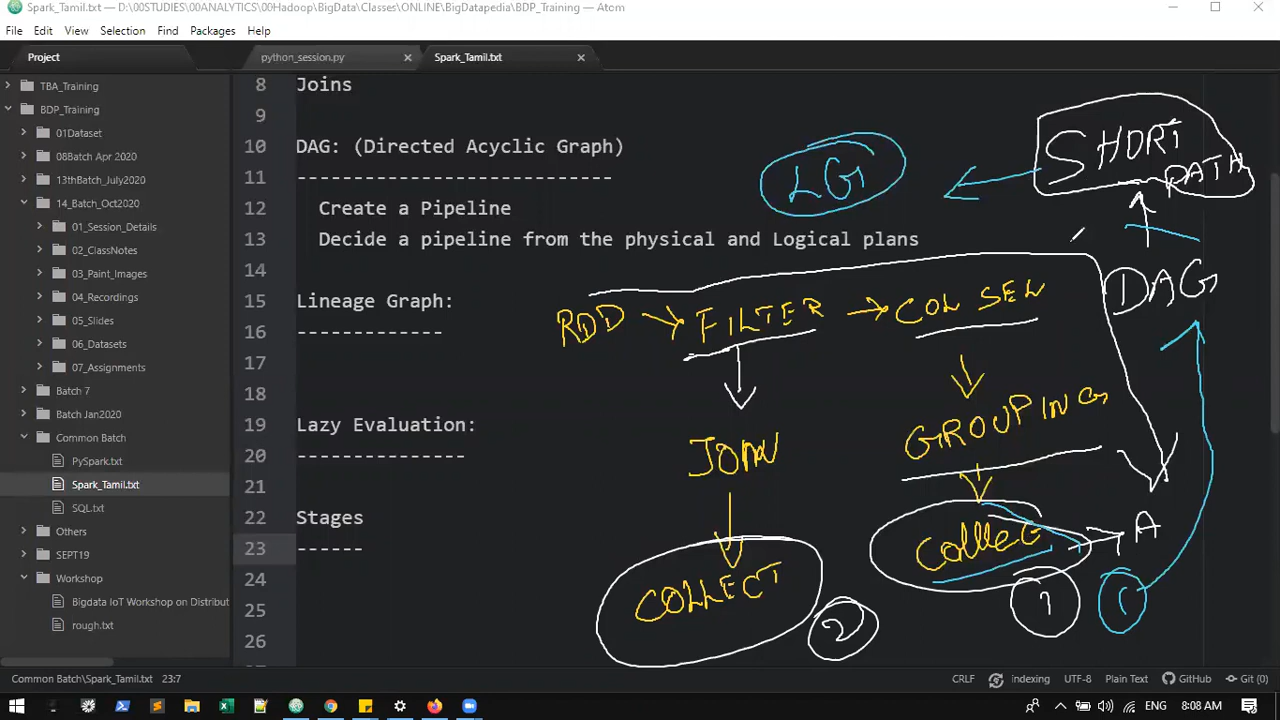 Spark_Tamil.txt — D:\00STUDIES\00ANALYTICS\00Hadoop\BigData\Classes\ONLINE\BigDatapedia\BDP_Training — Atom
File Edit View Selection Find Packages Help
Project
python_session.py
Spark_Tamil.txt
TBA_Training
BDP_Training
01Dataset
08Batch Apr 2020
13thBatch_July2020
14_Batch_Oct2020
01_Session_Details
02_ClassNotes
03_Paint_Images
04_Recordings
05_Slides
06_Datasets
07_Assignments
Batch 7
Batch Jan2020
Common Batch
PySpark.txt
Spark_Tamil.txt
SQL.txt
Others
SEPT19
Workshop
Bigdata IoT Workshop on Distribut
rough.txt
8 Joins
9
10 DAG: (Directed Acyclic Graph)
11 -----------------------------
12 Create a Pipeline
13 Decide a pipeline from the physical and Logical plans
14
15 Lineage Graph:
16 -------------
17
18
19 Lazy Evaluation:
20 ---------------
21
22 Stages
23 ------
24
25
26
SHORT
PATH
LG
DAG
RDD → FILTER → COL SEL
JOIN
GROUPING
COLLECT
Collec
A
1
1
2
Common Batch\Spark_Tamil.txt 23:7
CRLF Indexing UTF-8 Plain Text GitHub Git (0)
8:08 AM